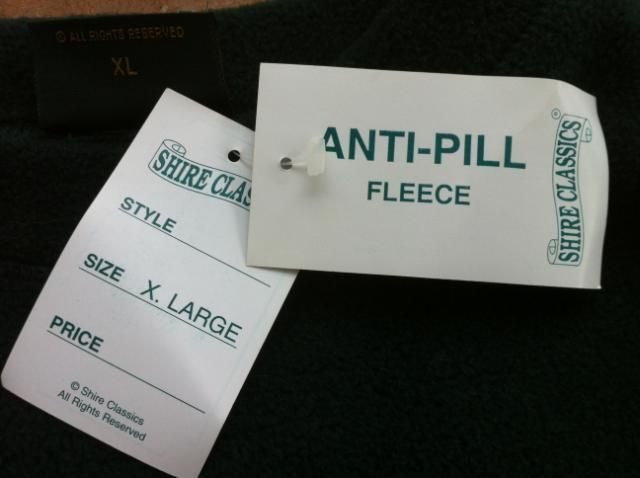 © ALL RIGHTS RESERVED
XL
ANTI-PILL
FLEECE
SHIRE CLASSICS
®
SHIRE CLAS
STYLE
SIZE X. LARGE
PRICE
© Shire Classics
All Rights Reserved